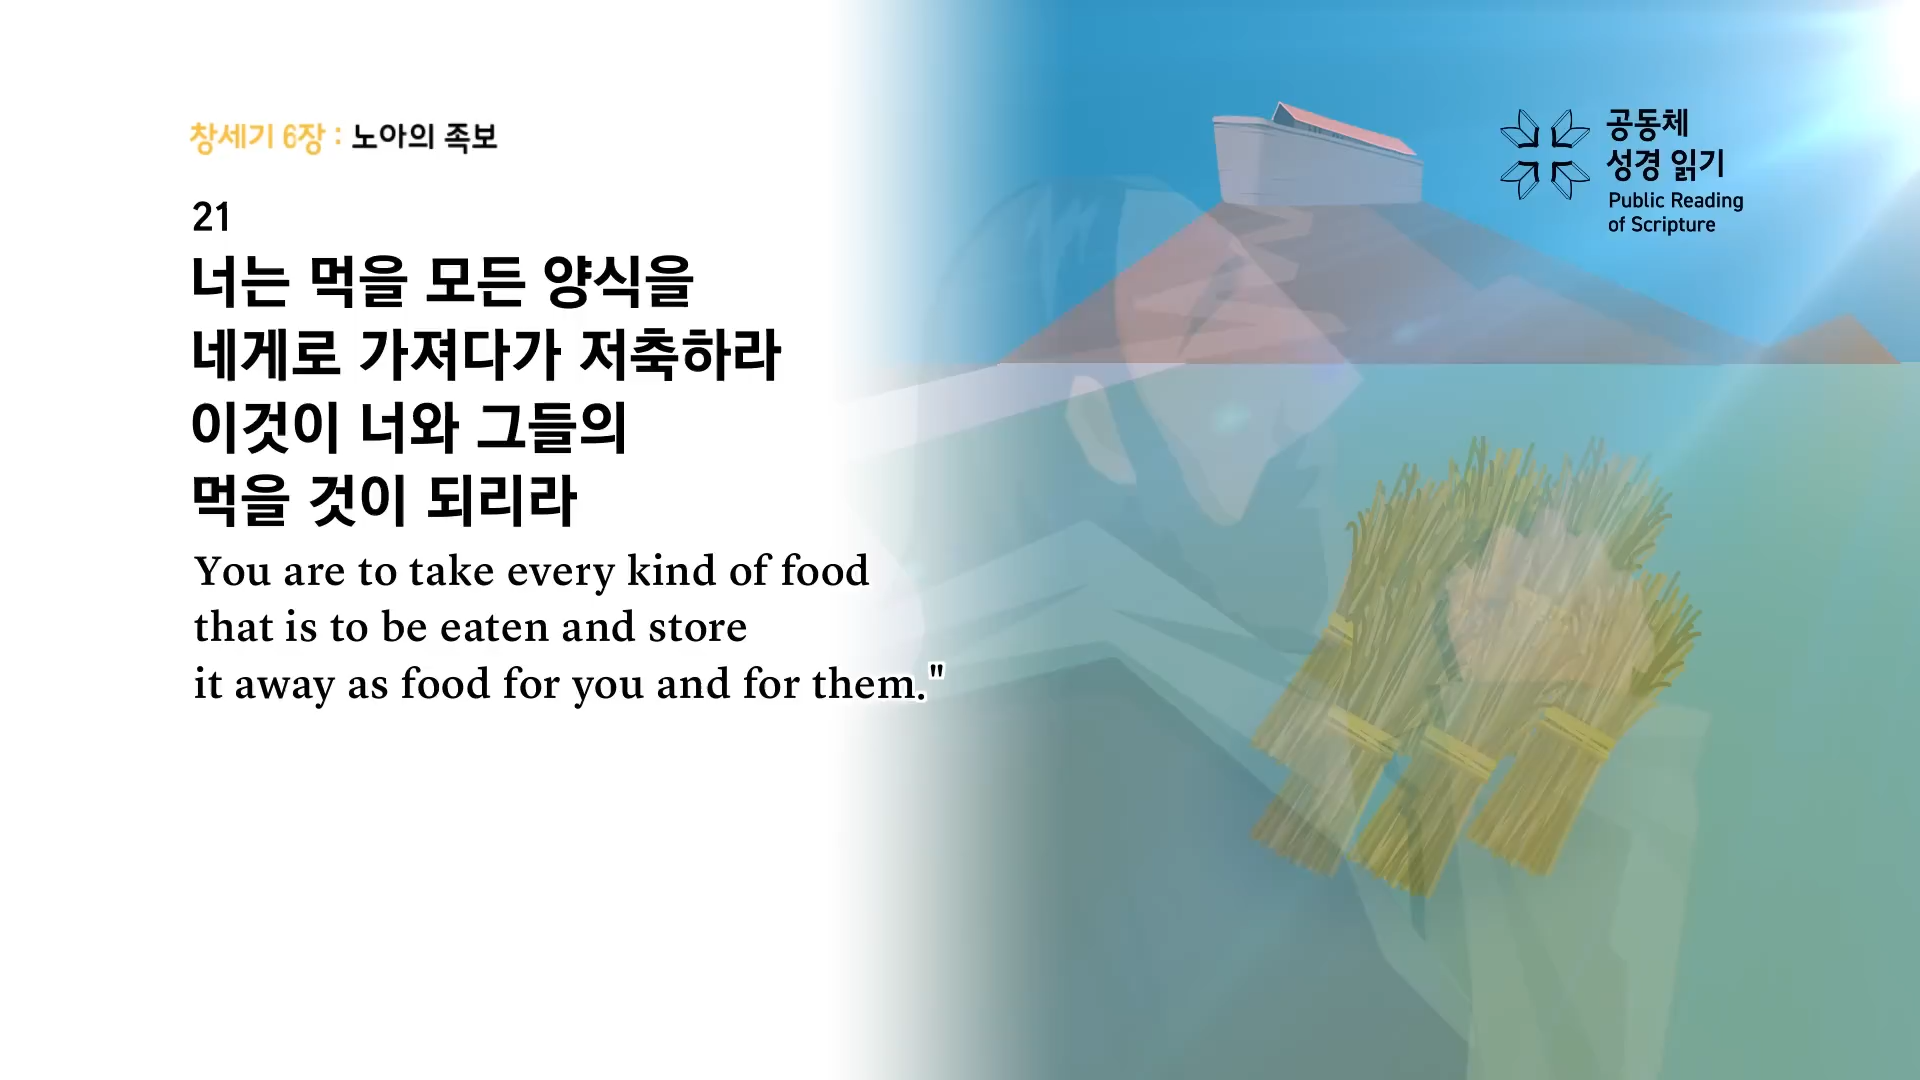 창세기 6장 : 노아의 족보
21
너는 먹을 모든 양식을
네게로 가져다가 저축하라
이것이 너와 그들의
먹을 것이 되리라
You are to take every kind of food
that is to be eaten and store
it away as food for you and for them."
공동체
성경 읽기
Public Reading
of Scripture